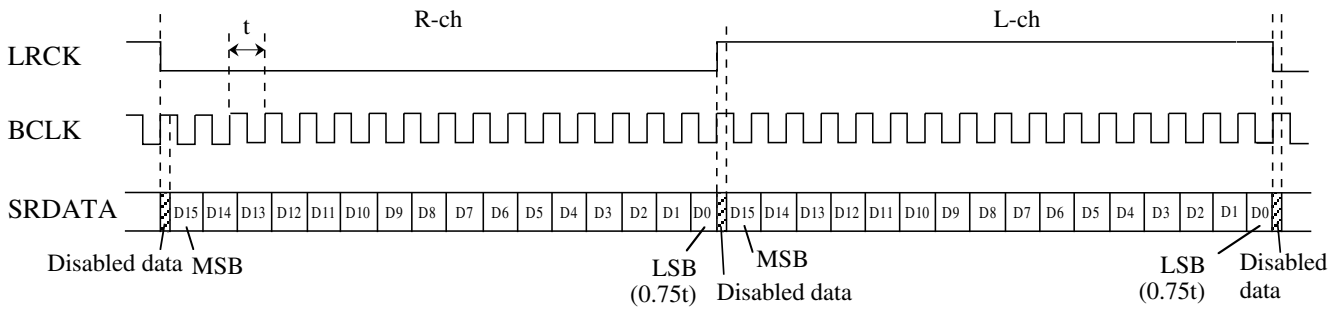 R-ch
L-ch
t
LRCK
BCLK
SRDATA
D15 D14 D13 D12 D11 D10 D9 D8 D7 D6 D5 D4 D3 D2 D1 D0 D15 D14 D13 D12 D11 D10 D9 D8 D7 D6 D5 D4 D3 D2 D1 D0
Disabled data
MSB
LSB
(0.75t)
Disabled data
MSB
LSB
(0.75t)
Disabled
data